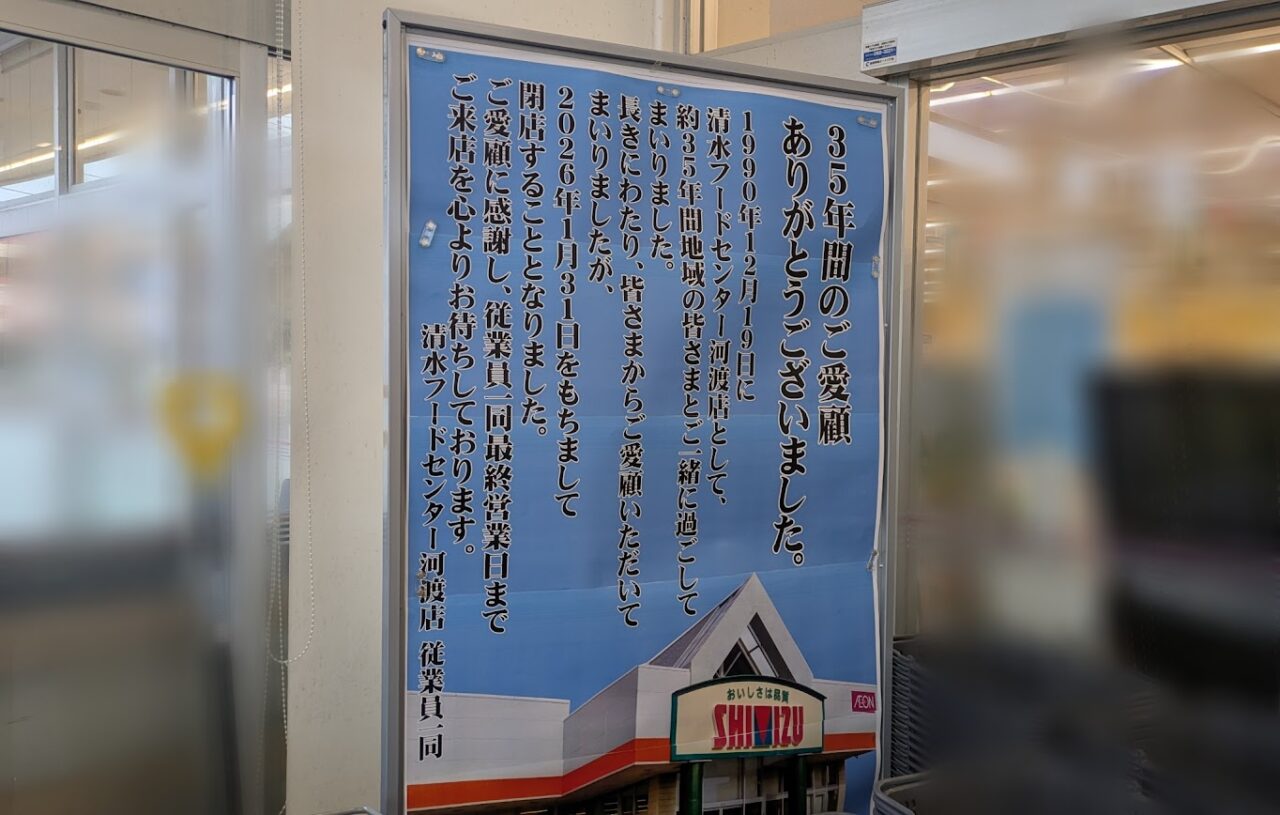 35年間のご愛顧
ありがとうございました。
1990年12月19日に
清水フードセンター河渡店として、
約35年間地域の皆さまとご一緒に過ごして
まいりました。
長きにわたり、皆さまからご愛顧いただいて
まいりましたが、
2026年1月31日をもちまして
閉店することとなりました。
ご愛顧に感謝し、従業員一同最終営業日まで
ご来店を心よりお待ちしております。
清水フードセンター河渡店 従業員一同
おいしさは品質
SHIMIZU
ÆON